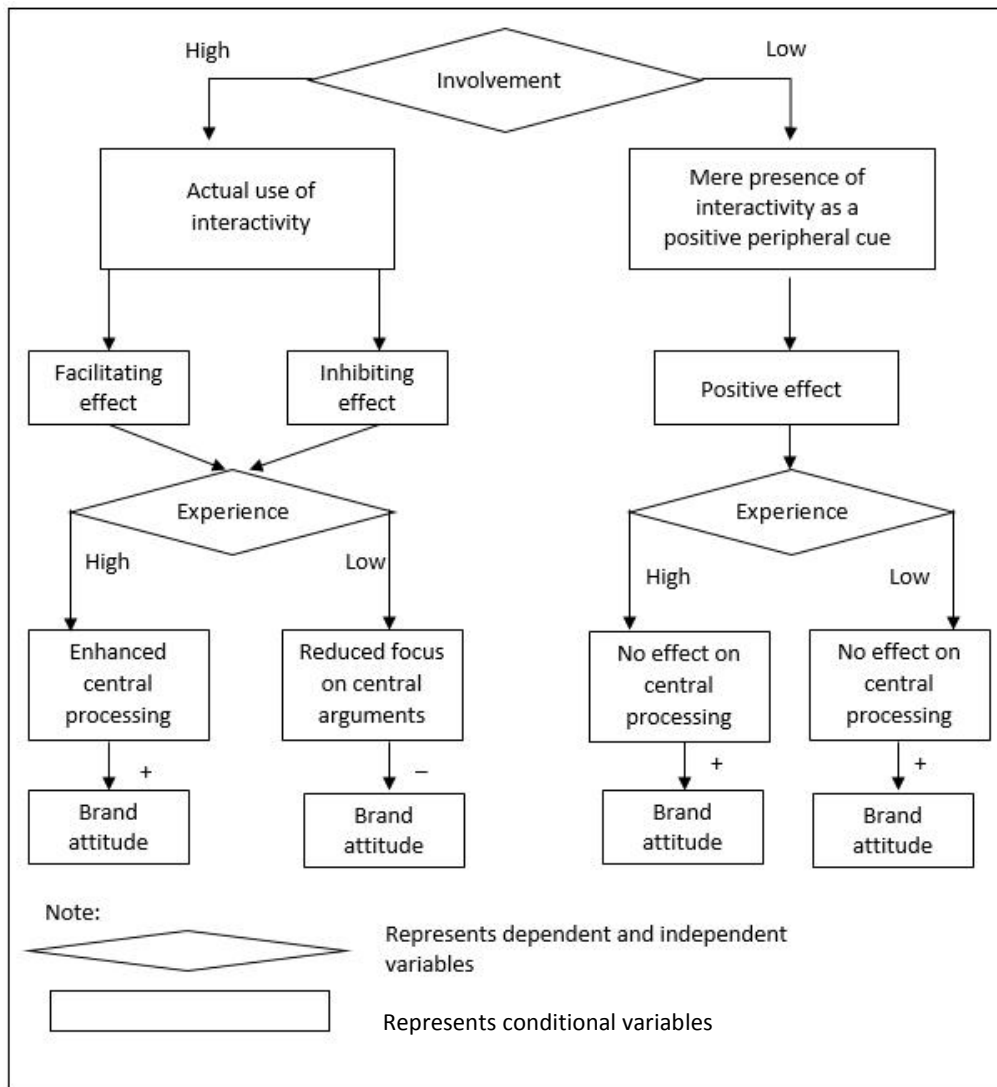 High
Low
Involvement
Actual use of
interactivity
Mere presence of
interactivity as a
positive peripheral cue
Facilitating
effect
Inhibiting
effect
Positive effect
Experience
Experience
High
Low
High
Low
Enhanced
central
processing
Reduced focus
on central
arguments
No effect on
central
processing
No effect on
central
processing
+
–
+
+
Brand
attitude
Brand
attitude
Brand
attitude
Brand
attitude
Note:
Represents dependent and independent
variables
Represents conditional variables